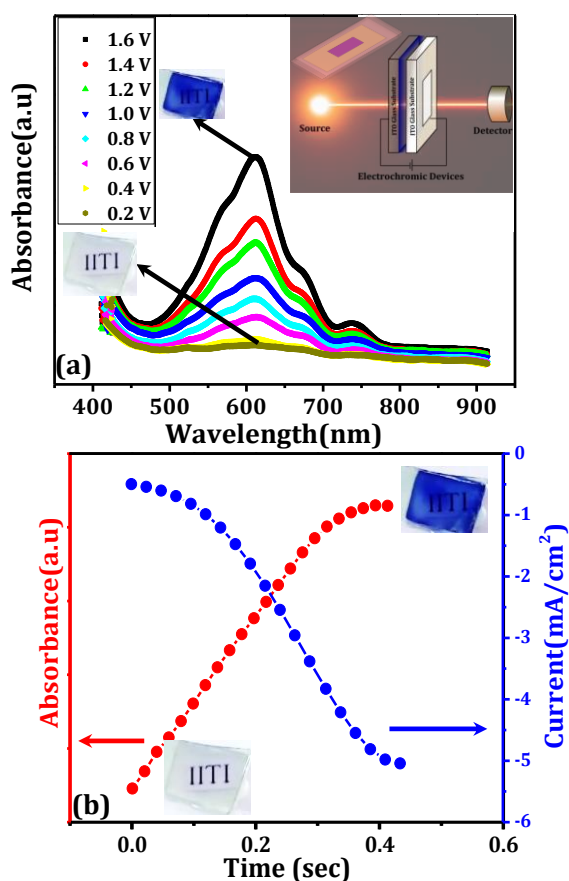 1.6 V
1.4 V
1.2 V
1.0 V
0.8 V
0.6 V
0.4 V
0.2 V
IITI
IITI
Source
ITO Glass Substrate
ITO Glass Substrate
Detector
Electrochromic Devices
Absorbance(a.u)
(a)
400 500 600 700 800 900
Wavelength(nm)
IITI
IITI
Absorbance(a.u)
0
-1
-2
-3
-4
-5
-6
Current(mA/cm²)
(b)
0.0 0.2 0.4 0.6
Time (sec)